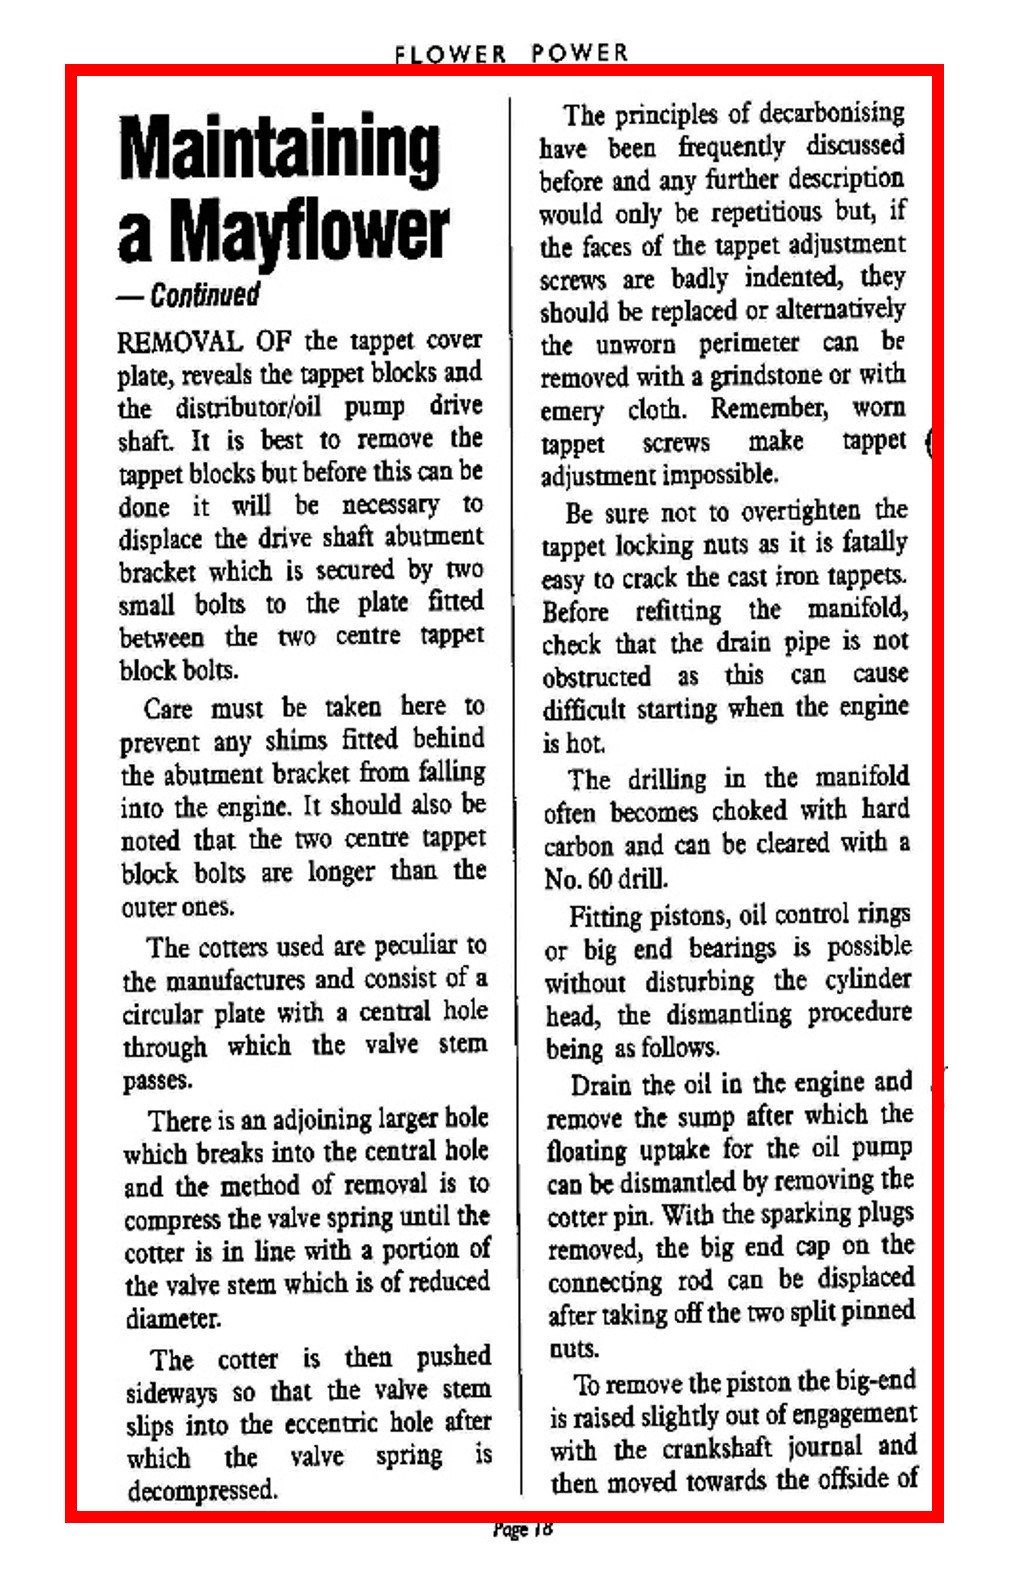 FLOWER POWER
Maintaining
a Mayflower
— Continued
REMOVAL OF the tappet cover
plate, reveals the tappet blocks and
the distributor/oil pump drive
shaft. It is best to remove the
tappet blocks but before this can be
done it will be necessary to
displace the drive shaft abutment
bracket which is secured by two
small bolts to the plate fitted
between the two centre tappet
block bolts.
Care must be taken here to
prevent any shims fitted behind
the abutment bracket from falling
into the engine. It should also be
noted that the two centre tappet
block bolts are longer than the
outer ones.
The cotters used are peculiar to
the manufactures and consist of a
circular plate with a central hole
through which the valve stem
passes.
There is an adjoining larger hole
which breaks into the central hole
and the method of removal is to
compress the valve spring until the
cotter is in line with a portion of
the valve stem which is of reduced
diameter.
The cotter is then pushed
sideways so that the valve stem
slips into the eccentric hole after
which the valve spring is
decompressed.
The principles of decarbonising
have been frequently discussed
before and any further description
would only be repetitious but, if
the faces of the tappet adjustment
screws are badly indented, they
should be replaced or alternatively
the unworn perimeter can be
removed with a grindstone or with
emery cloth. Remember, worn
tappet screws make tappet
adjustment impossible.
Be sure not to overtighten the
tappet locking nuts as it is fatally
easy to crack the cast iron tappets.
Before refitting the manifold,
check that the drain pipe is not
obstructed as this can cause
difficult starting when the engine
is hot.
The drilling in the manifold
often becomes choked with hard
carbon and can be cleared with a
No. 60 drill.
Fitting pistons, oil control rings
or big end bearings is possible
without disturbing the cylinder
head, the dismantling procedure
being as follows.
Drain the oil in the engine and
remove the sump after which the
floating uptake for the oil pump
can be dismantled by removing the
cotter pin. With the sparking plugs
removed, the big end cap on the
connecting rod can be displaced
after taking off the two split pinned
nuts.
To remove the piston the big-end
is raised slightly out of engagement
with the crankshaft journal and
then moved towards the offside of
Page 18